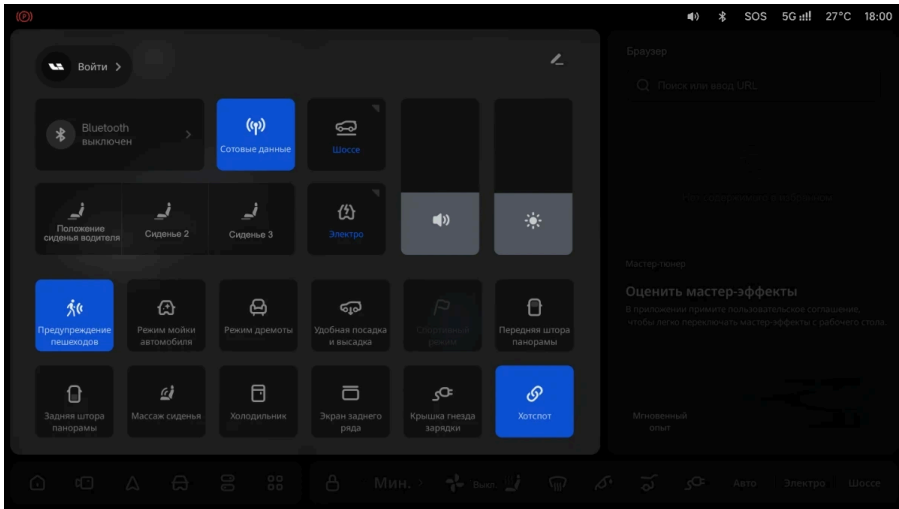 (P)
SOS 5G 27°C 18:00
Войти
Bluetooth
выключен
Сотовые данные
Шоссе
Положение
сиденья водителя
Сиденье 2
Сиденье 3
Электро
Предупреждение
пешеходов
Режим мойки
автомобиля
Режим дремоты
Удобная посадка
и высадка
Спортивный
режим
Передняя штора
панорамы
Задняя штора
панорамы
Массаж сиденья
Холодильник
Экран заднего
ряда
Крышка гнезда
зарядки
Хотспот
Браузер
Поиск или ввод URL
Мастер-тюнер
Оценить мастер-эффекты
В приложении примите пользовательское соглашение,
чтобы легко переключать мастер-эффекты с рабочего стола
Мгновенный
опыт
Мин. Выкл. Авто Электро Шоссе